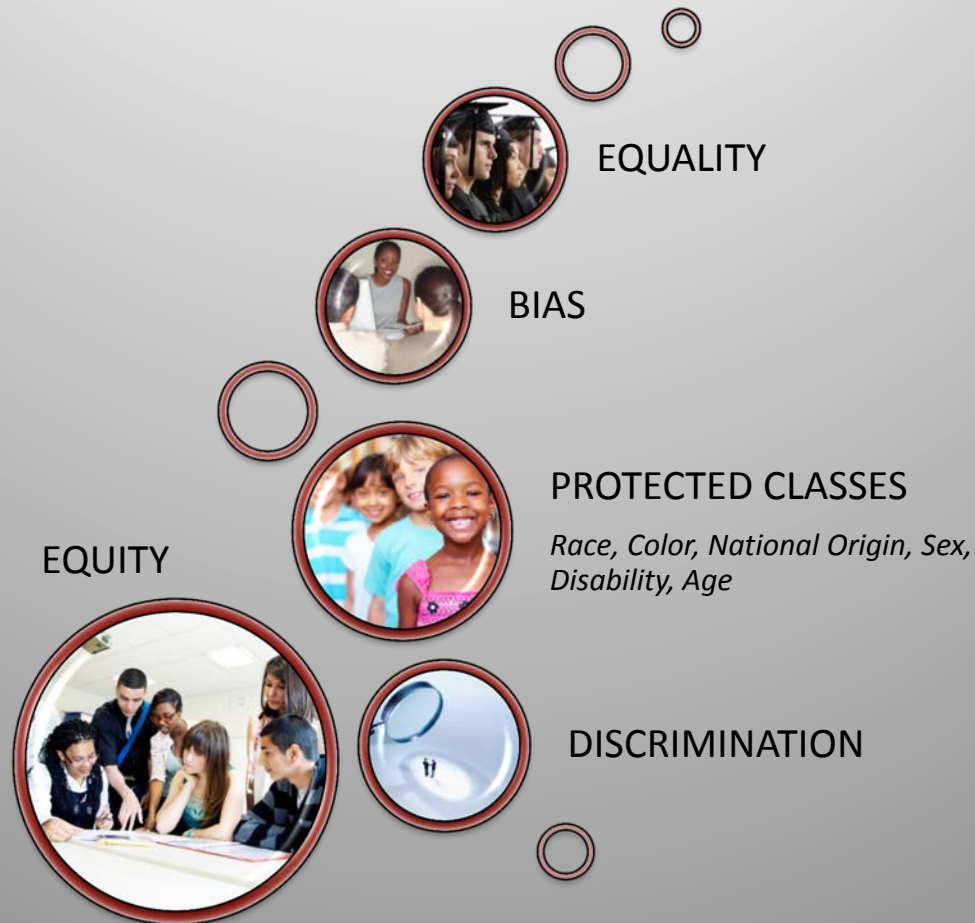 EQUALITY
BIAS
PROTECTED CLASSES
Race, Color, National Origin, Sex,
Disability, Age
EQUITY
DISCRIMINATION